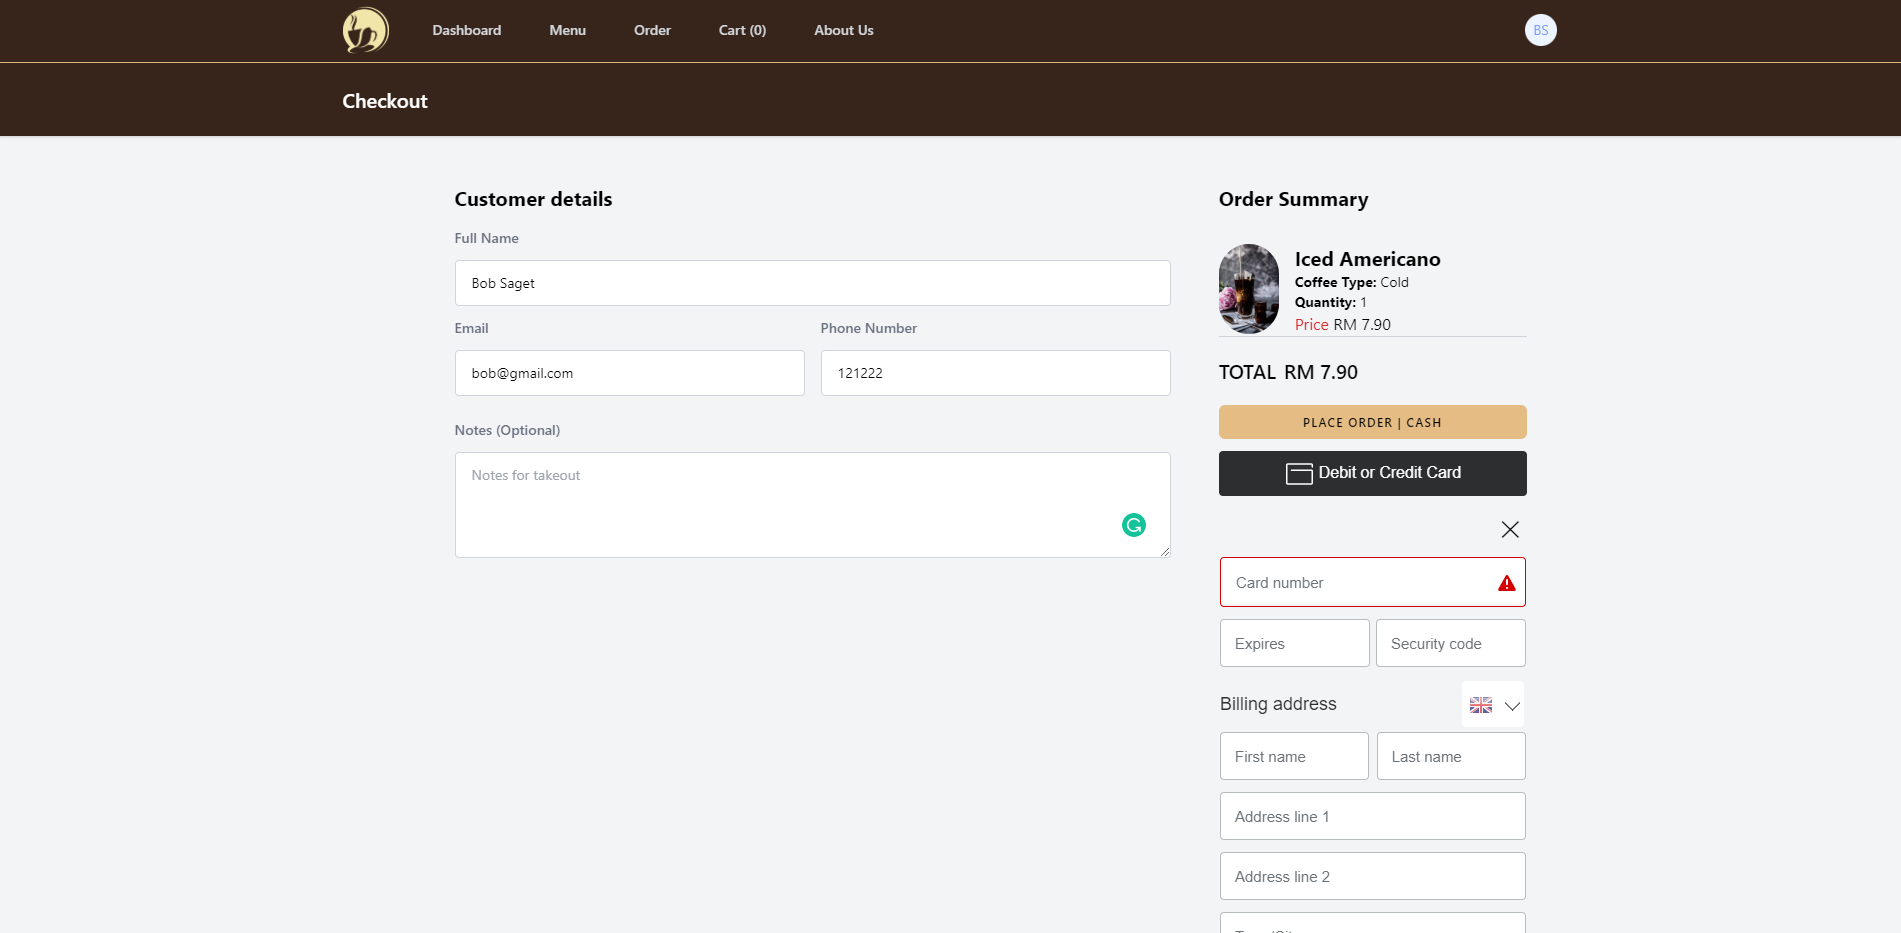 Dashboard
Menu
Order
Cart (0)
About Us
BS
Checkout
Customer details
Full Name
Bob Saget
Email
Phone Number
bob@gmail.com
121222
Notes (Optional)
Notes for takeout
Order Summary
Iced Americano
Coffee Type: Cold
Quantity: 1
Price RM 7.90
TOTAL RM 7.90
PLACE ORDER | CASH
Debit or Credit Card
Card number
Expires
Security code
Billing address
First name
Last name
Address line 1
Address line 2